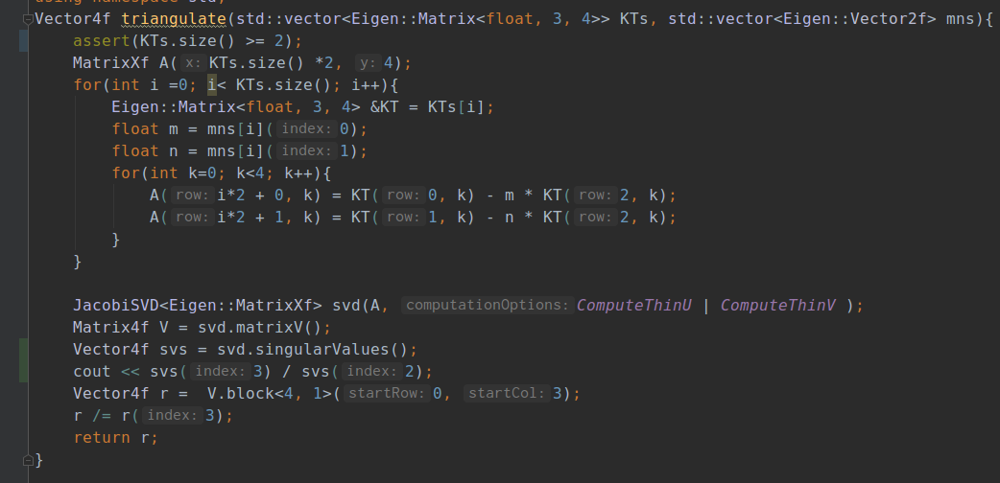 using namespace std;
Vector4f triangulate(std::vector<Eigen::Matrix<float, 3, 4>> KTs, std::vector<Eigen::Vector2f> mns){
    assert(KTs.size() >= 2);
    MatrixXf A( x: KTs.size() *2, y: 4);
    for(int i =0; i< KTs.size(); i++){
        Eigen::Matrix<float, 3, 4> &KT = KTs[i];
        float m = mns[i]( index: 0);
        float n = mns[i]( index: 1);
        for(int k=0; k<4; k++){
            A( row: i*2 + 0, k) = KT( row: 0, k) - m * KT( row: 2, k);
            A( row: i*2 + 1, k) = KT( row: 1, k) - n * KT( row: 2, k);
        }
    }
    JacobiSVD<Eigen::MatrixXf> svd(A, computationOptions: ComputeThinU | ComputeThinV );
    Matrix4f V = svd.matrixV();
    Vector4f svs = svd.singularValues();
    cout << svs( index: 3) / svs( index: 2);
    Vector4f r =  V.block<4, 1>( startRow: 0, startCol: 3);
    r /= r( index: 3);
    return r;
}